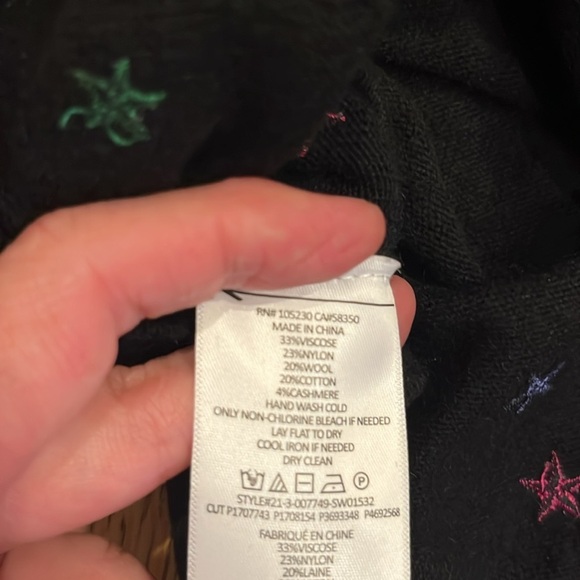 RN# 105230 CA#58350
MADE IN CHINA
33%VISCOSE
23%NYLON
20%WOOL
20%COTTON
4%CASHMERE
HAND WASH COLD
ONLY NON-CHLORINE BLEACH IF NEEDED
LAY FLAT TO DRY
COOL IRON IF NEEDED
DRY CLEAN
P
STYLE#21-3-007749-SW01532
CUT P1707743 P1708154 P3693348 P4692568
FABRIQUÉ EN CHINE
33%VISCOSE
23%NYLON
20%LAINE